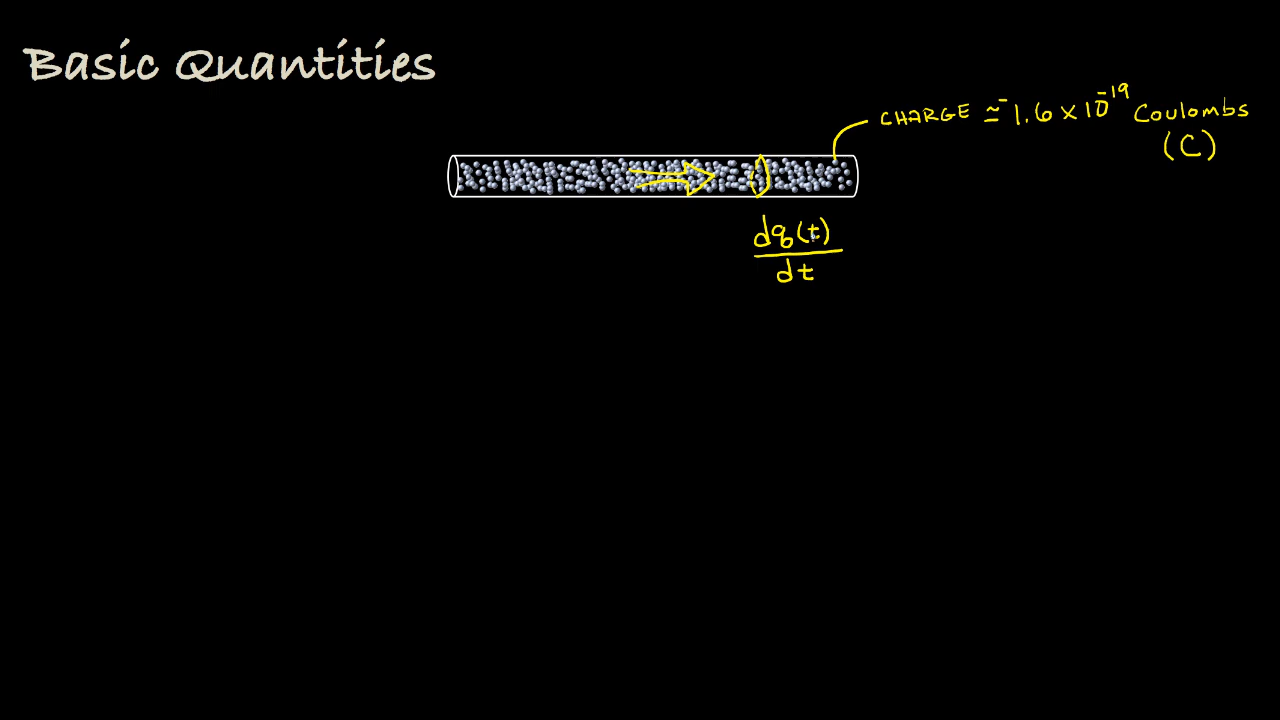 Basic Quantities
CHARGE ≃ -1.6 × 10^-19 Coulombs
(C)
dq(t)
dt